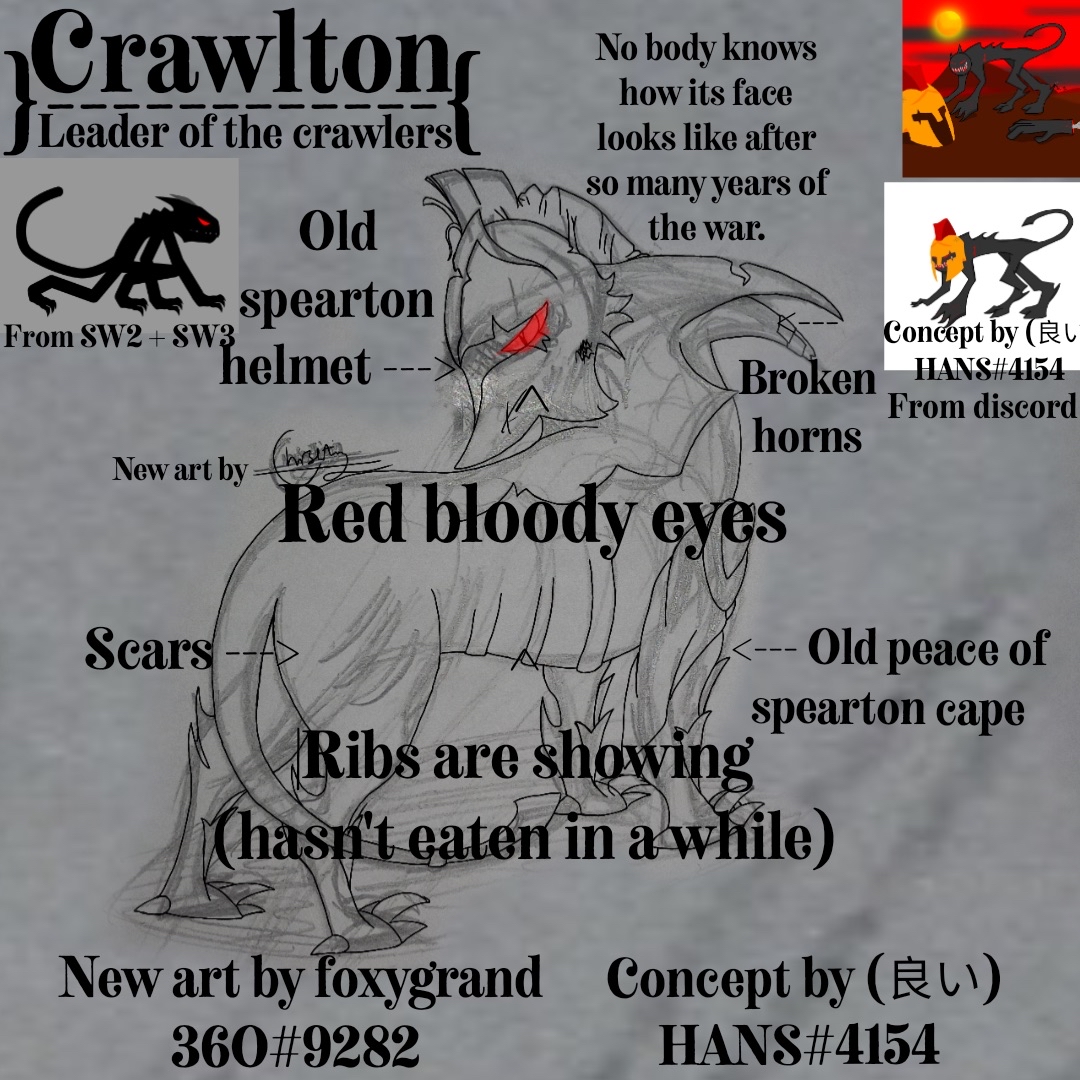 Crawlton
Leader of the crawlers
No body knows
how its face
looks like after
so many years of
the war.
From SW2 + SW3
Old
spearton
helmet --->
Broken
horns
Concept by (良い
HANS#4154
From discord
New art by
Red bloody eyes
Scars --->
<--- Old peace of
spearton cape
Ribs are showing
(hasn't eaten in a while)
New art by foxygrand
360#9282
Concept by (良い)
HANS#4154